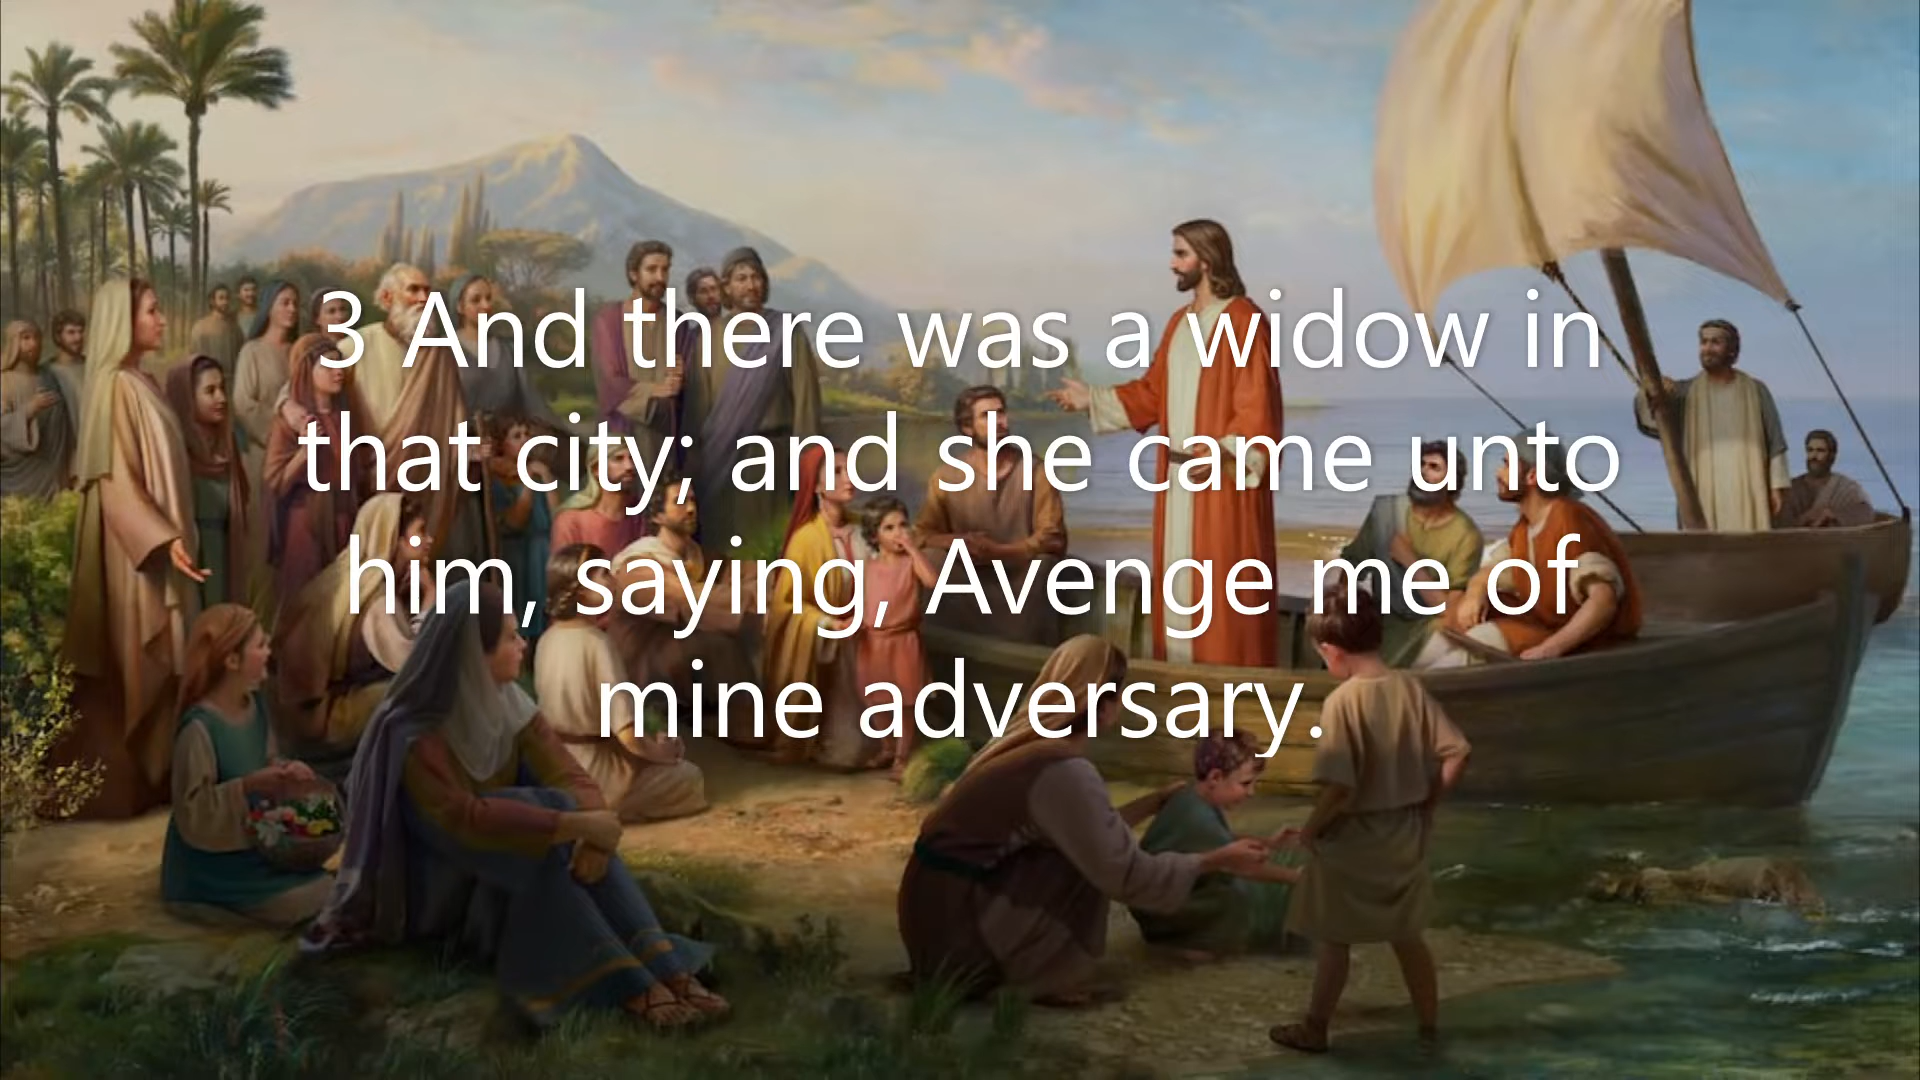 3 And there was a widow in
that city; and she came unto
him, saying, Avenge me of
mine adversary.